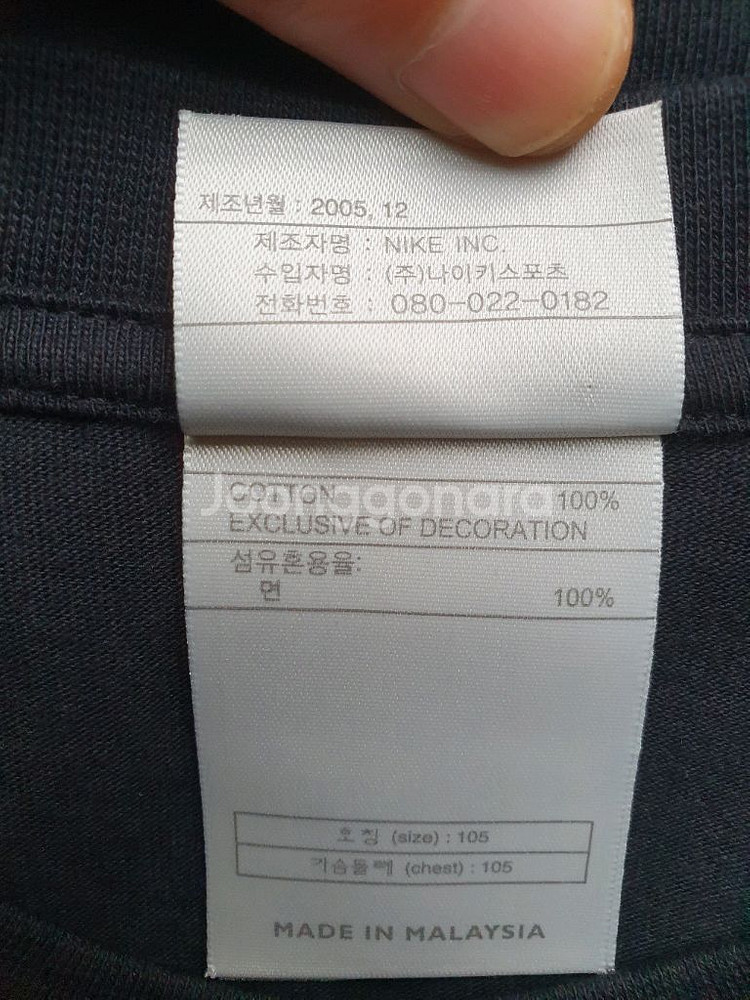 제조년월 : 2005, 12
제조자명 : NIKE INC.
수입자명 : (주)나이키스포츠
전화번호 : 080-022-0182
COTTON 100%
Joonggonara
EXCLUSIVE OF DECORATION
섬유혼용율:
면 100%
호칭 (size) : 105
가슴둘레 (chest) : 105
MADE IN MALAYSIA